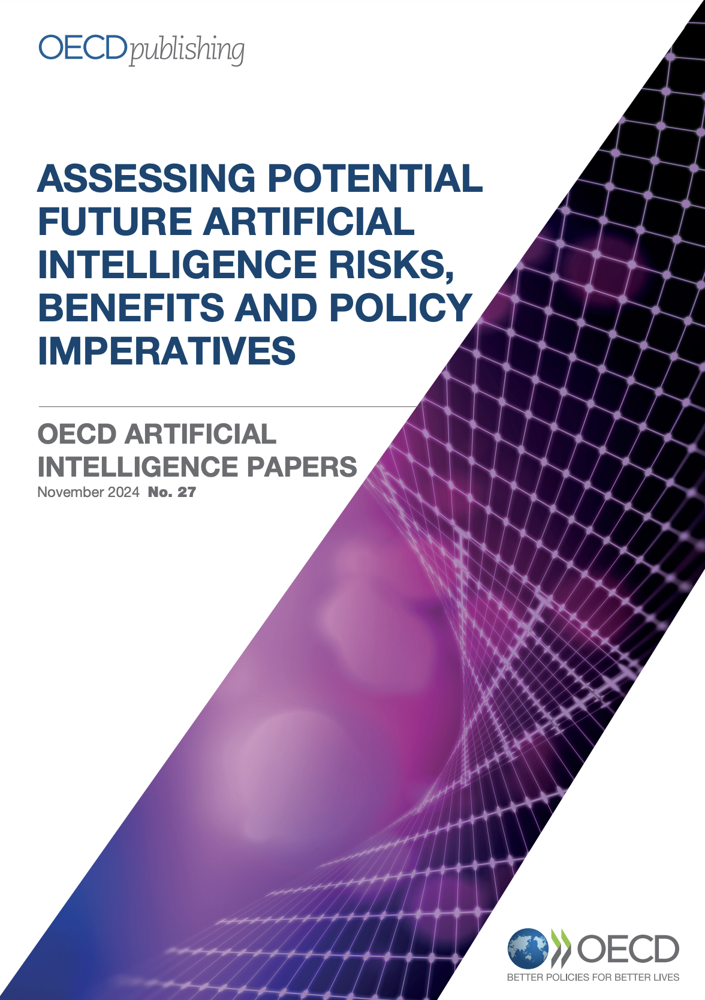 OECDpublishing
ASSESSING POTENTIAL
FUTURE ARTIFICIAL
INTELLIGENCE RISKS,
BENEFITS AND POLICY
IMPERATIVES
OECD ARTIFICIAL
INTELLIGENCE PAPERS
November 2024 No. 27
OECD
BETTER POLICIES FOR BETTER LIVES